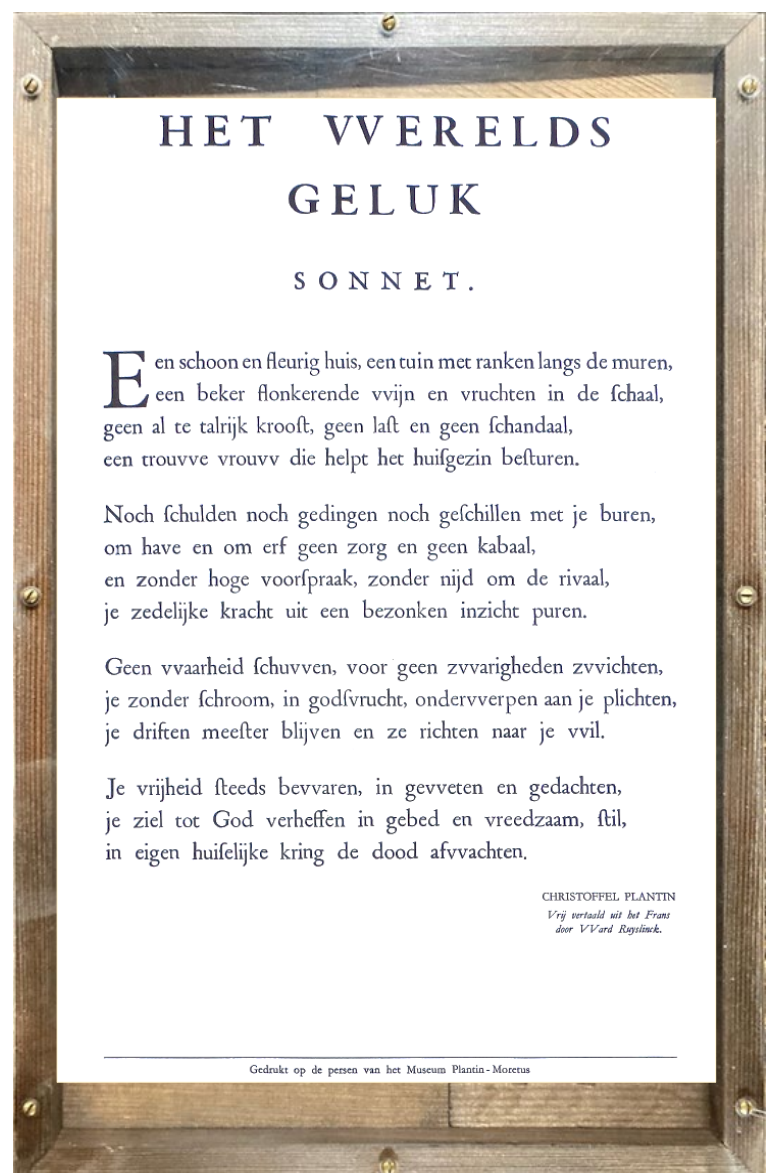 HET VVERELDS
GELUK
SONNET.
Een schoon en fleurig huis, een tuin met ranken langs de muren,
een beker flonkerende vvijn en vruchten in de ſchaal,
geen al te talrijk krooſt, geen laſt en geen ſchandaal,
een trouvve vrouvv die helpt het huiſgezin beſturen.
Noch ſchulden noch gedingen noch geſchillen met je buren,
om have en om erf geen zorg en geen kabaal,
en zonder hoge voorſpraak, zonder nijd om de rivaal,
je zedelijke kracht uit een bezonken inzicht puren.
Geen vvaarheid ſchuvven, voor geen zvvarigheden zvvichten,
je zonder ſchroom, in godſvrucht, ondervverpen aan je plichten,
je driften meeſter blijven en ze richten naar je vvil.
Je vrijheid ſteeds bevvaren, in gevveten en gedachten,
je ziel tot God verheffen in gebed en vreedzaam, ſtil,
in eigen huiſelijke kring de dood afvvachten.
CHRISTOFFEL PLANTIN
Vrij vertaald uit het Frans
door VVard Ruyslinck.
Gedrukt op de persen van het Museum Plantin-Moretus